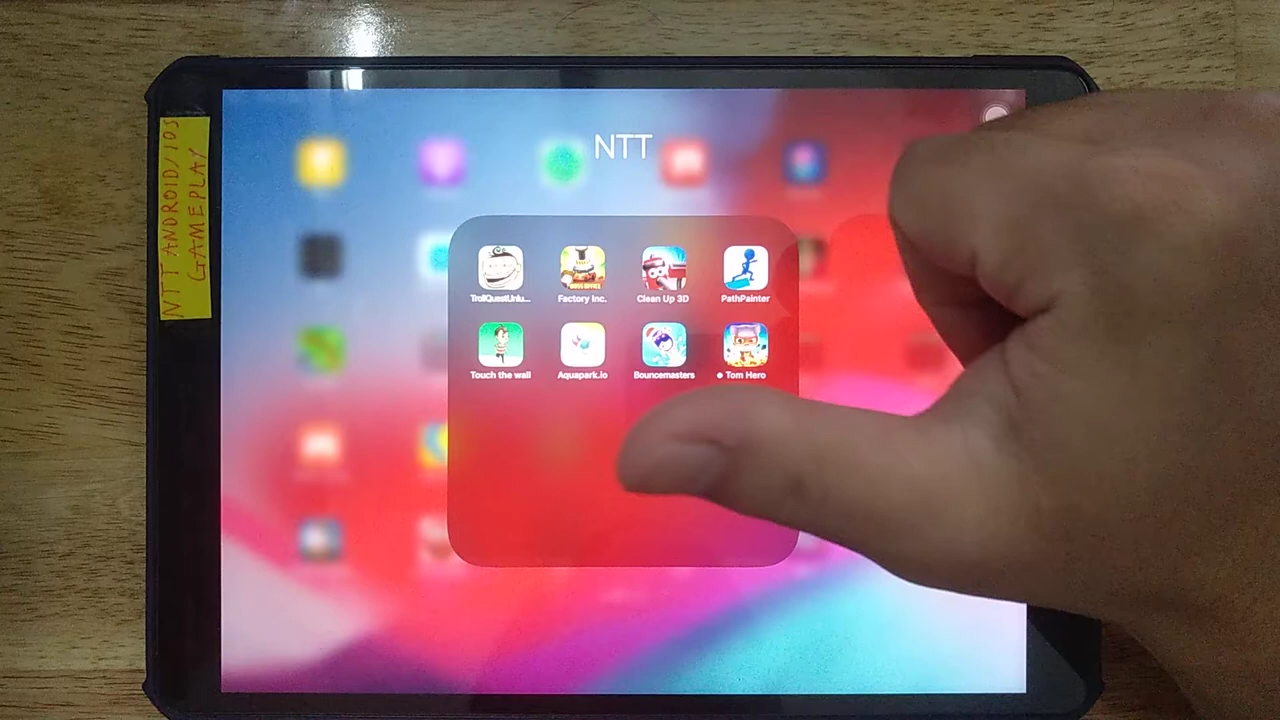 NTT ANDROID/IOS
GAMEPLAY
NTT
TrollQuestUnlu...
Factory Inc.
Clean Up 3D
PathPainter
Touch the wall
Aquapark.io
Bouncemasters
Tom Hero